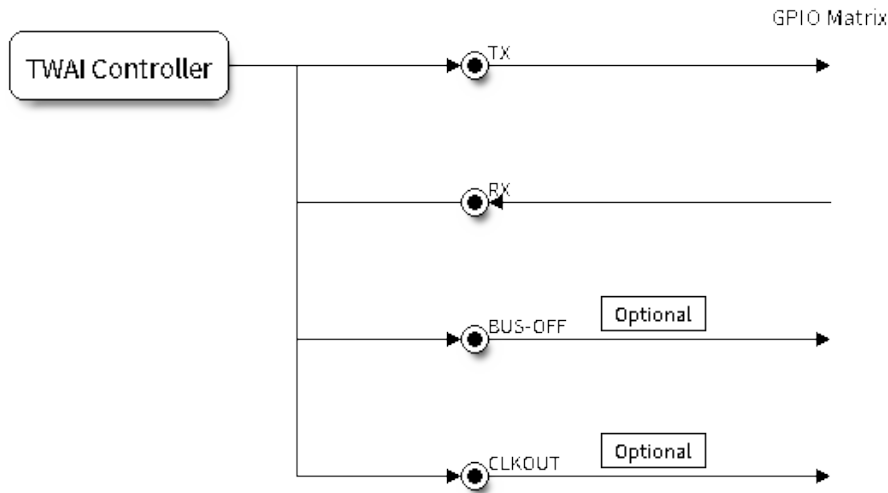 GPIO Matrix
TWAI Controller
TX
RX
BUS-OFF
Optional
CLKOUT
Optional